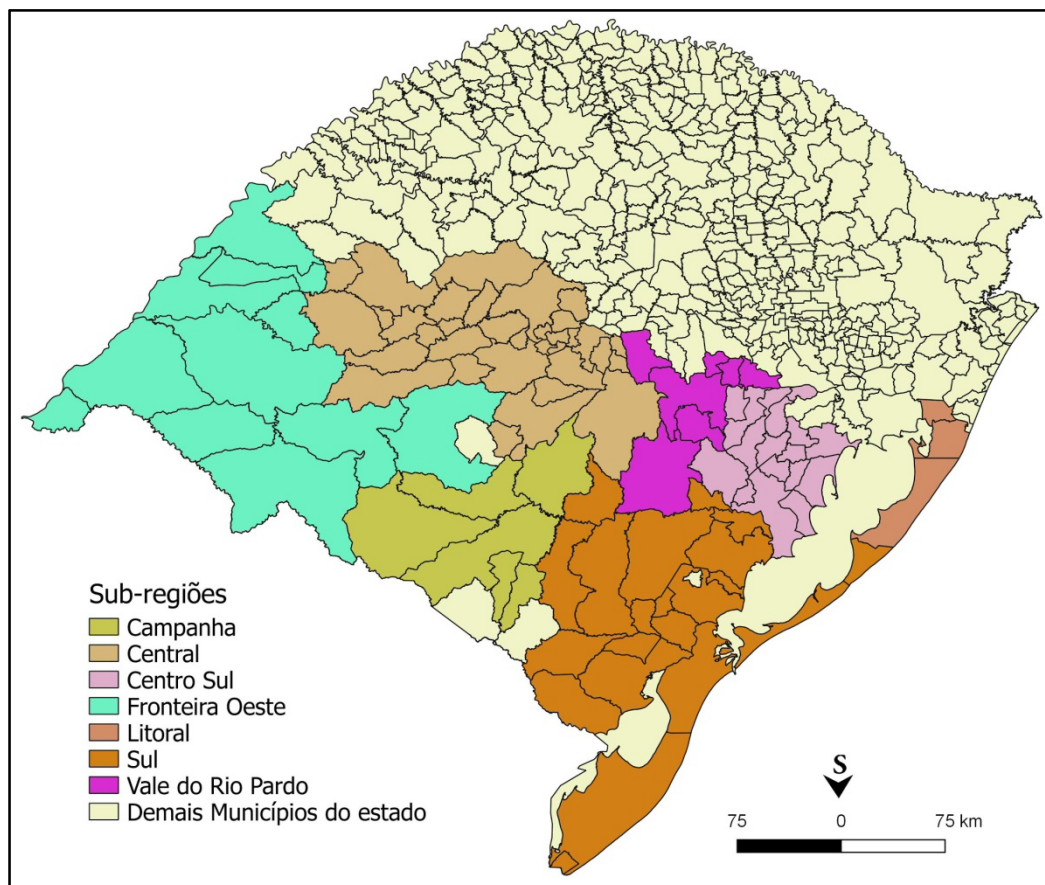 Sub-regiões
Campanha
Central
Centro Sul
Fronteira Oeste
Litoral
Sul
Vale do Rio Pardo
Demais Municípios do estado
S
75 0 75 km